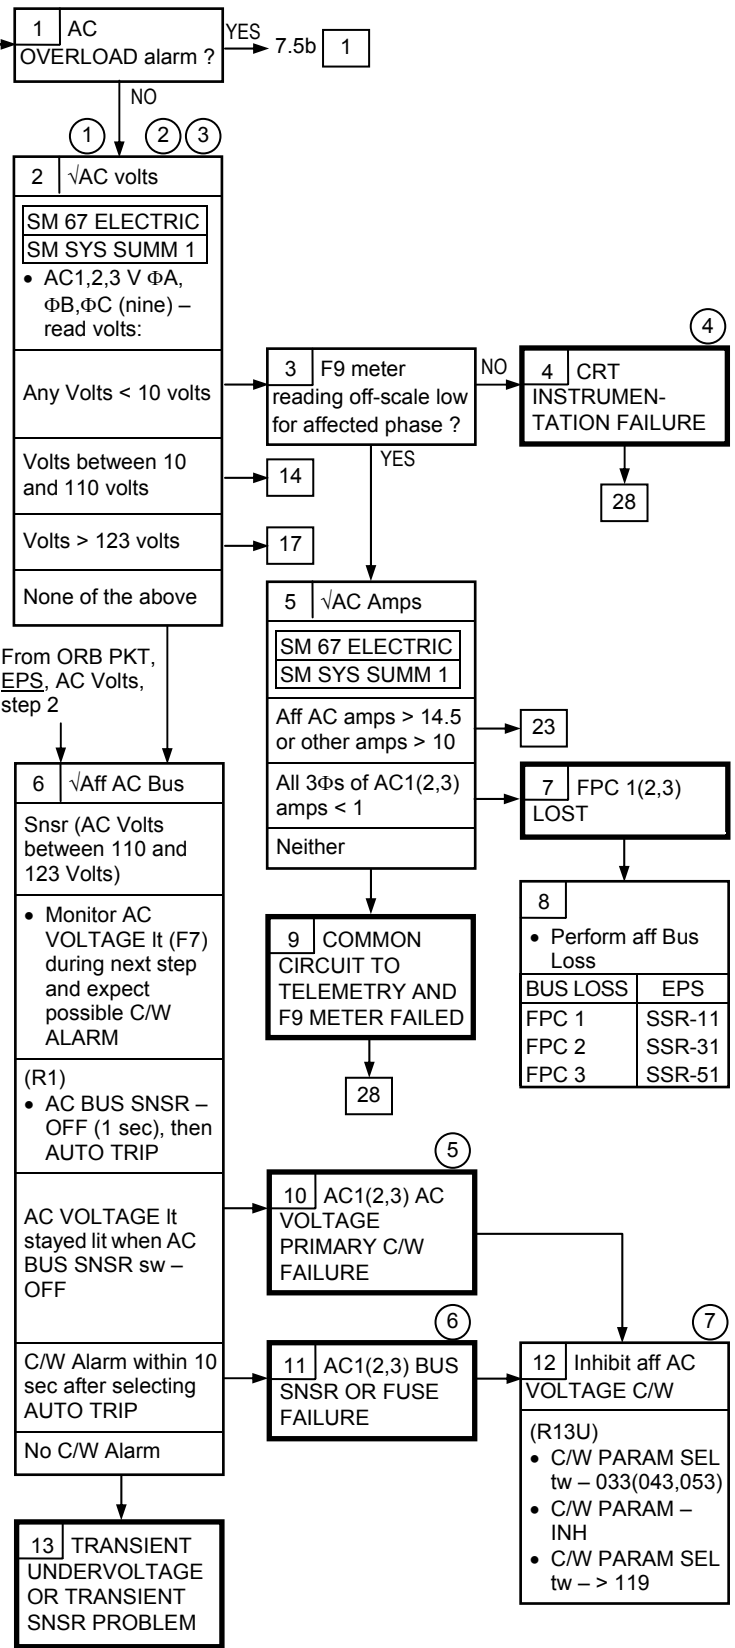 1 AC
OVERLOAD alarm ?
YES
7.5b 1
NO
1 2 3
2 √AC volts
SM 67 ELECTRIC
SM SYS SUMM 1
• AC1,2,3 V ΦA,
ΦB,ΦC (nine) –
read volts:
Any Volts < 10 volts
Volts between 10
and 110 volts
14
Volts > 123 volts
17
None of the above
3 F9 meter
reading off-scale low
for affected phase ?
NO
YES
4
4 CRT
INSTRUMEN-
TATION FAILURE
28
5 √AC Amps
SM 67 ELECTRIC
SM SYS SUMM 1
Aff AC amps > 14.5
or other amps > 10
23
All 3Φs of AC1(2,3)
amps < 1
Neither
From ORB PKT,
EPS, AC Volts,
step 2
6 √Aff AC Bus
Snsr (AC Volts
between 110 and
123 Volts)
• Monitor AC
VOLTAGE lt (F7)
during next step
and expect
possible C/W
ALARM
(R1)
• AC BUS SNSR –
OFF (1 sec), then
AUTO TRIP
AC VOLTAGE lt
stayed lit when AC
BUS SNSR sw –
OFF
C/W Alarm within 10
sec after selecting
AUTO TRIP
No C/W Alarm
7 FPC 1(2,3)
LOST
8
• Perform aff Bus
Loss
BUS LOSS EPS
FPC 1 SSR-11
FPC 2 SSR-31
FPC 3 SSR-51
9 COMMON
CIRCUIT TO
TELEMETRY AND
F9 METER FAILED
28
5
10 AC1(2,3) AC
VOLTAGE
PRIMARY C/W
FAILURE
6
11 AC1(2,3) BUS
SNSR OR FUSE
FAILURE
7
12 Inhibit aff AC
VOLTAGE C/W
(R13U)
• C/W PARAM SEL
tw – 033(043,053)
• C/W PARAM –
INH
• C/W PARAM SEL
tw – > 119
13 TRANSIENT
UNDERVOLTAGE
OR TRANSIENT
SNSR PROBLEM